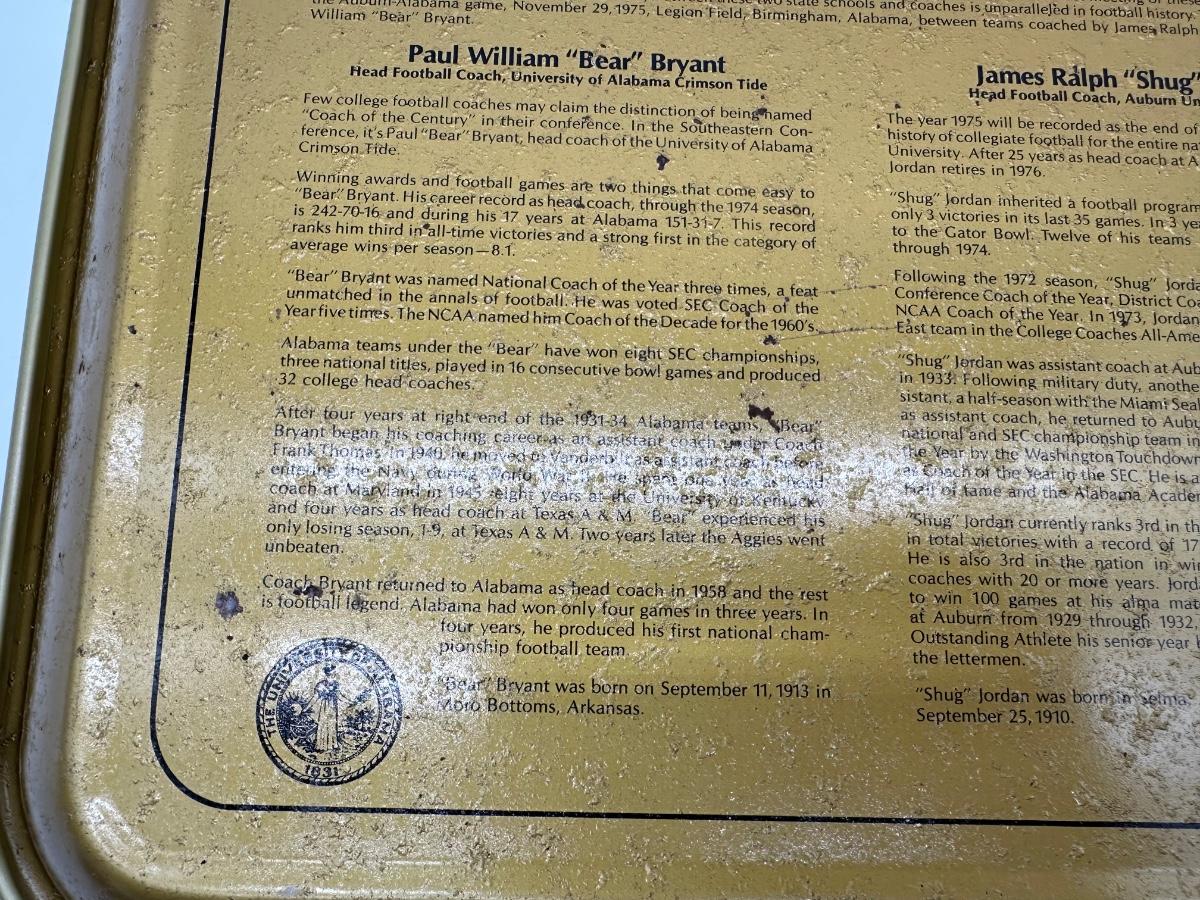 the Auburn-Alabama game, November 29, 1975, Legion Field, Birmingham, Alabama, between teams coached by James Ralph
two state schools and coaches is unparalleled in football history.
William "Bear" Bryant.
Paul William "Bear" Bryant
Head Football Coach, University of Alabama Crimson Tide
Few college football coaches may claim the distinction of being named
"Coach of the Century" in their conference. In the Southeastern Con-
ference, it's Paul "Bear" Bryant, head coach of the University of Alabama
Crimson Tide.
Winning awards and football games are two things that come easy to
"Bear" Bryant. His career record as head coach, through the 1974 season,
is 242-70-16 and during his 17 years at Alabama 151-31-7. This record
ranks him third in all-time victories and a strong first in the category of
average wins per season—8.1.
"Bear" Bryant was named National Coach of the Year three times, a feat
unmatched in the annals of football. He was voted SEC Coach of the
Year five times. The NCAA named him Coach of the Decade for the 1960's.
Alabama teams under the "Bear" have won eight SEC championships,
three national titles, played in 16 consecutive bowl games and produced
32 college head coaches.
After four years at right end of the 1931-34 Alabama teams, "Bear"
Bryant began his coaching career as an assistant coach under Coach
Frank Thomas. In 1940, he moved to Vanderbilt as assistant coach before
entering the Navy during World War he spent one year as head
coach at Maryland in 1945, eight years at the University of Kentucky
and four years as head coach at Texas A & M. "Bear" experienced his
only losing season, 1-9, at Texas A & M. Two years later the Aggies went
unbeaten.
Coach Bryant returned to Alabama as head coach in 1958 and the rest
is football legend. Alabama had won only four games in three years. In
four years, he produced his first national cham-
pionship football team.
"Bear" Bryant was born on September 11, 1913 in
Moro Bottoms, Arkansas.
THE UNIVERSITY OF ALABAMA
1831
James Ralph "Shug"
Head Football Coach, Auburn Un
The year 1975 will be recorded as the end of
history of collegiate football for the entire na
University. After 25 years as head coach at A
Jordan retires in 1976.
"Shug" Jordan inherited a football program
only 3 victories in its last 35 games. In 3 ye
to the Gator Bowl. Twelve of his teams
through 1974.
Following the 1972 season, "Shug" Jorda
Conference Coach of the Year, District Co
NCAA Coach of the Year. In 1973, Jordan
East team in the College Coaches All-Ame
"Shug" Jordan was assistant coach at Aub
in 1933. Following military duty, anothe
sistant, a half-season with the Miami Sea
as assistant coach, he returned to Aubu
national and SEC championship team in
the Year by the Washington Touchdown
as Coach of the Year in the SEC. He is a
hall of fame and the Alabama Acade
"Shug" Jordan currently ranks 3rd in th
in total victories with a record of 17
He is also 3rd in the nation in wi
coaches with 20 or more years. Jord
to win 100 games at his alma mat
at Auburn from 1929 through 1932,
Outstanding Athlete his senior year
the lettermen.
"Shug" Jordan was born in Selma,
September 25, 1910.